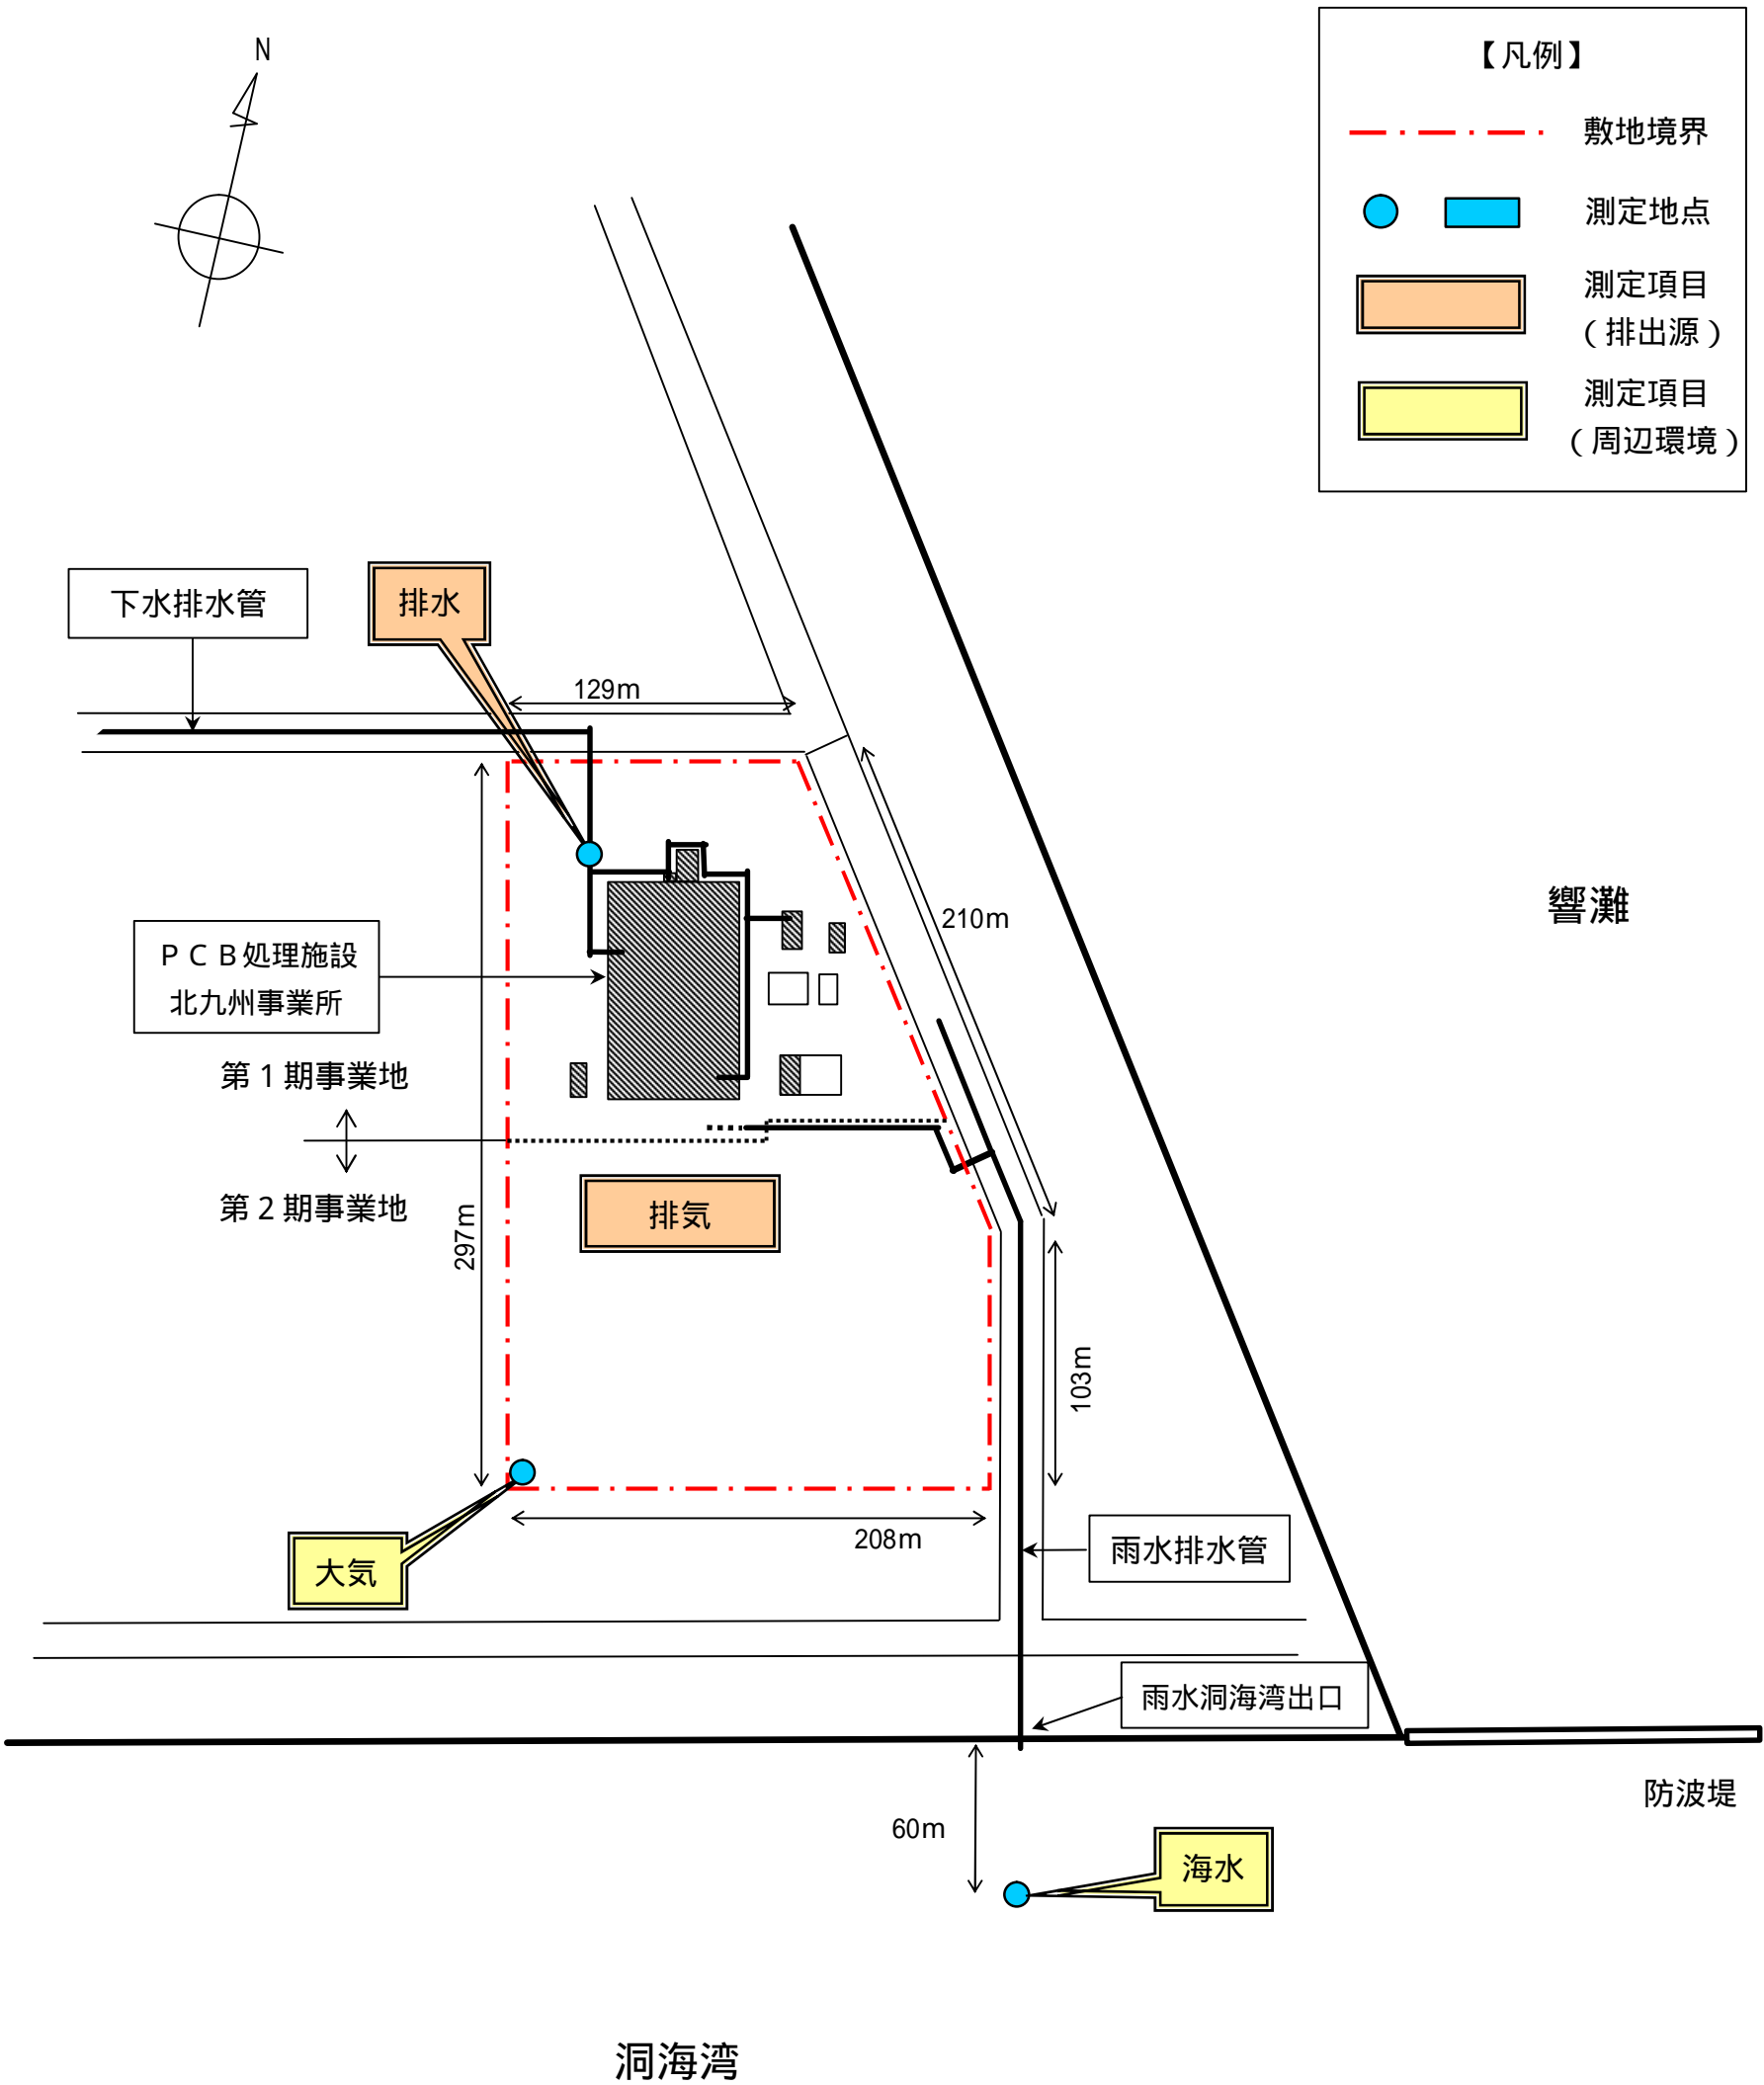 N
【凡例】
敷地境界
測定地点
測定項目
（排出源）
測定項目
（周辺環境）
下水排水管
排水
129m
210m
響灘
ＰＣＢ処理施設
北九州事業所
第１期事業地
第２期事業地
297m
排気
103m
208m
大気
雨水排水管
雨水洞海湾出口
防波堤
60m
海水
洞海湾